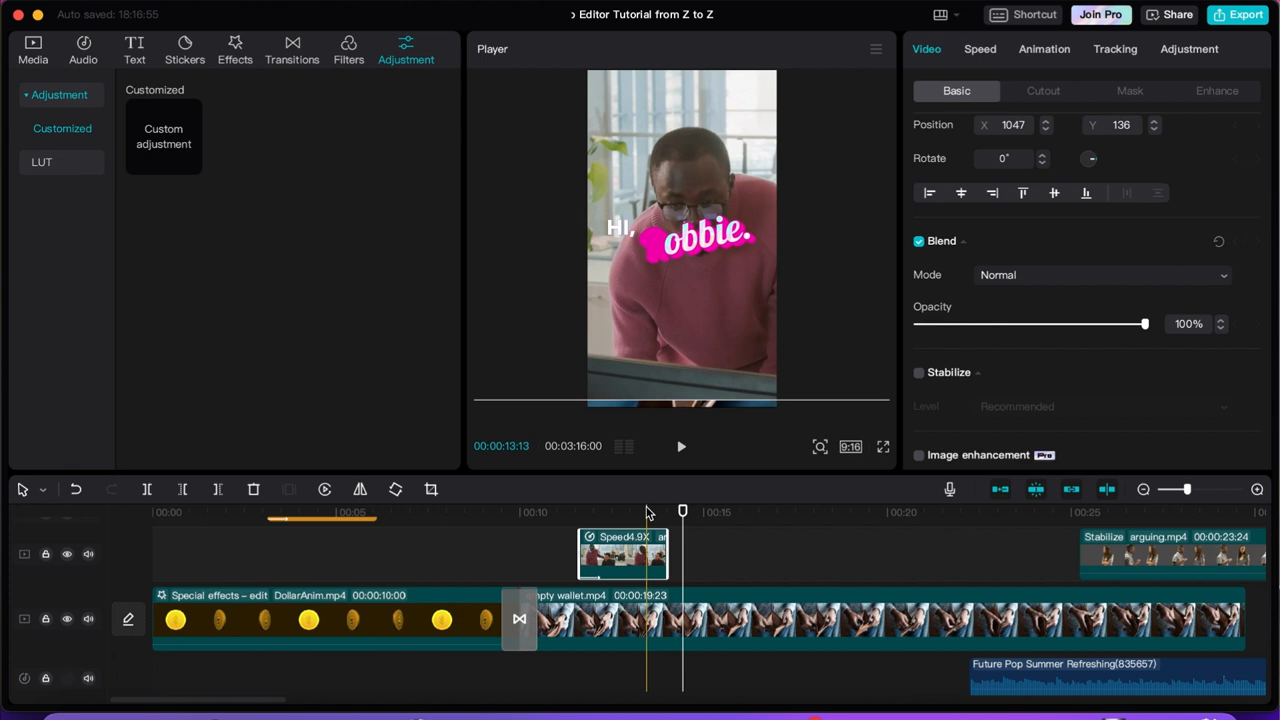 Auto saved: 18:16:55
Editor Tutorial from Z to Z
Shortcut
Join Pro
Share
Export
Media
Audio
TI
Text
Stickers
Effects
Transitions
Filters
Adjustment
Adjustment
Customized
LUT
Customized
Custom
adjustment
Player
HI,
obbie.
00:00:13:13
00:03:16:00
9:16
Video
Speed
Animation
Tracking
Adjustment
Basic
Cutout
Mask
Enhance
Position
X 1047
Y 136
Rotate
0°
Blend
Mode
Normal
Opacity
100%
Stabilize
Level
Recommended
Image enhancement
Pro
00:00
00:05
00:10
00:15
00:20
00:25
Speed4.9X
Stabilize arguing.mp4 00:00:23:24
Special effects – edit DollarAnim.mp4 00:00:10:00
mpty wallet.mp4 00:00:19:23
Future Pop Summer Refreshing(835657)